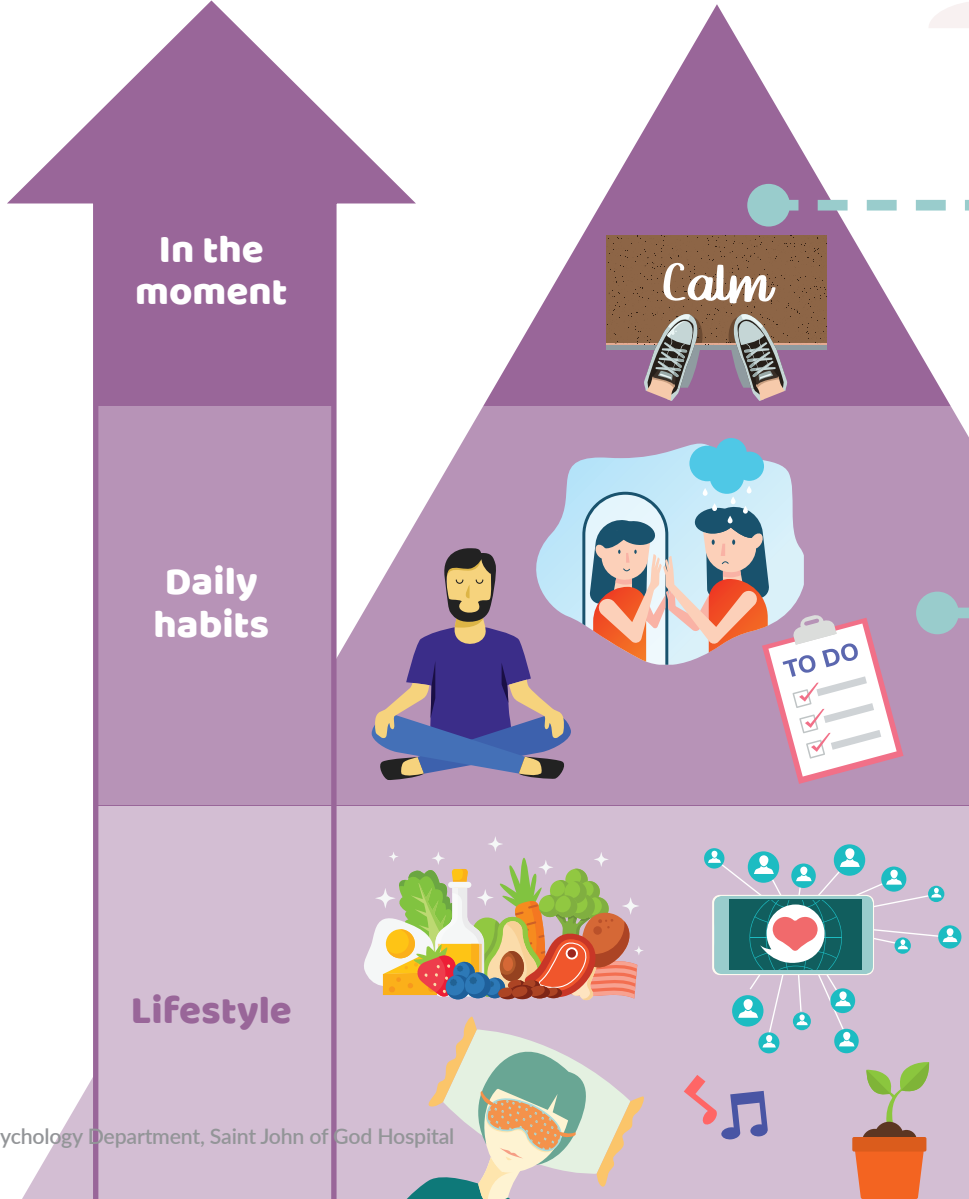 In the
moment
Calm
Daily
habits
TO DO
Lifestyle
ychology Department, Saint John of God Hospital